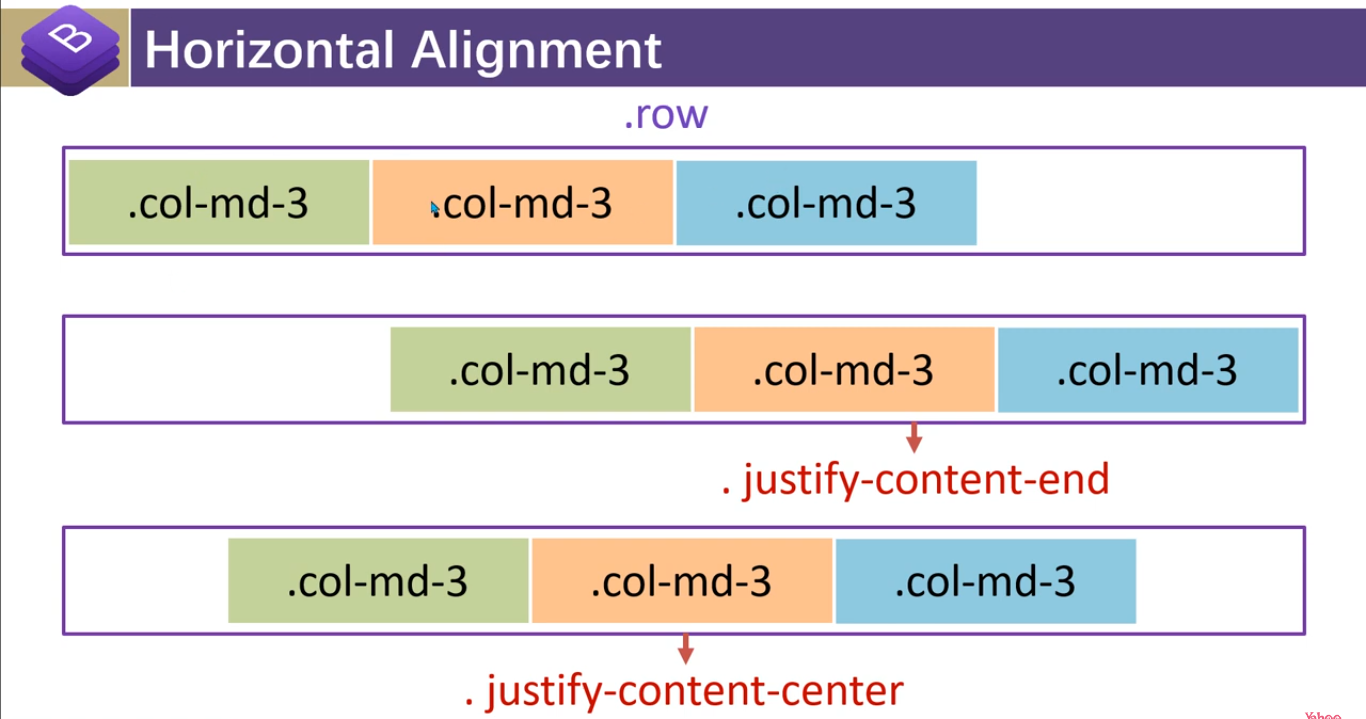 B
Horizontal Alignment
.row
.col-md-3 .col-md-3 .col-md-3
.col-md-3 .col-md-3 .col-md-3
. justify-content-end
.col-md-3 .col-md-3 .col-md-3
. justify-content-center
Yahoo